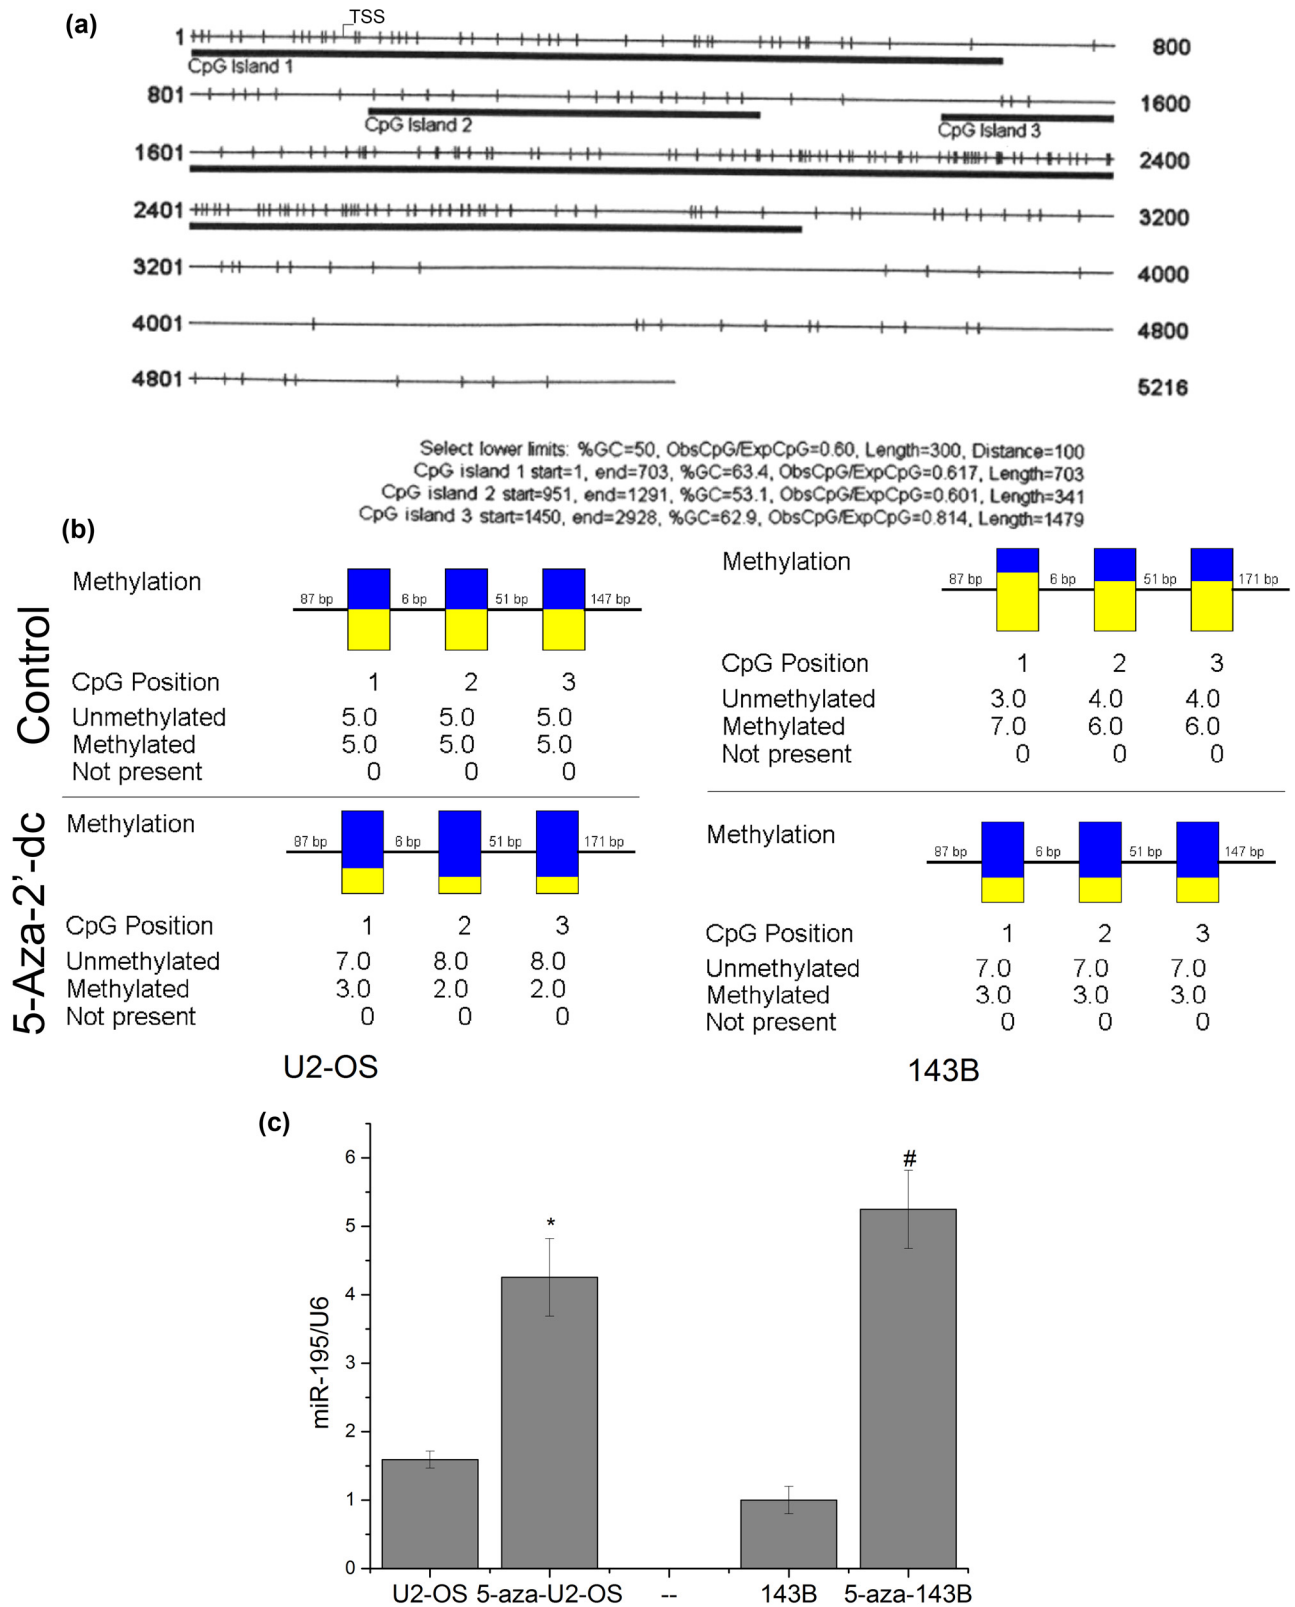 (a)
TSS
1 800
CpG Island 1
801 1600
CpG Island 2 CpG Island 3
1601 2400
2401 3200
3201 4000
4001 4800
4801 5216
Select lower limits: %GC=50, ObsCpG/ExpCpG=0.60, Length=300, Distance=100
CpG island 1 start=1, end=703, %GC=63.4, ObsCpG/ExpCpG=0.617, Length=703
CpG island 2 start=951, end=1291, %GC=53.1, ObsCpG/ExpCpG=0.601, Length=341
CpG island 3 start=1450, end=2928, %GC=62.9, ObsCpG/ExpCpG=0.814, Length=1479
(b)
Control
Methylation
87 bp 6 bp 51 bp 147 bp
CpG Position 1 2 3
Unmethylated 5.0 5.0 5.0
Methylated 5.0 5.0 5.0
Not present 0 0 0
Methylation
87 bp 6 bp 51 bp 171 bp
CpG Position 1 2 3
Unmethylated 3.0 4.0 4.0
Methylated 7.0 6.0 6.0
Not present 0 0 0
5-Aza-2'-dc
Methylation
87 bp 6 bp 51 bp 171 bp
CpG Position 1 2 3
Unmethylated 7.0 8.0 8.0
Methylated 3.0 2.0 2.0
Not present 0 0 0
U2-OS
Methylation
87 bp 6 bp 51 bp 147 bp
CpG Position 1 2 3
Unmethylated 7.0 7.0 7.0
Methylated 3.0 3.0 3.0
Not present 0 0 0
143B
(c)
miR-195/U6
6
5
4
3
2
1
0
*
#
U2-OS 5-aza-U2-OS -- 143B 5-aza-143B